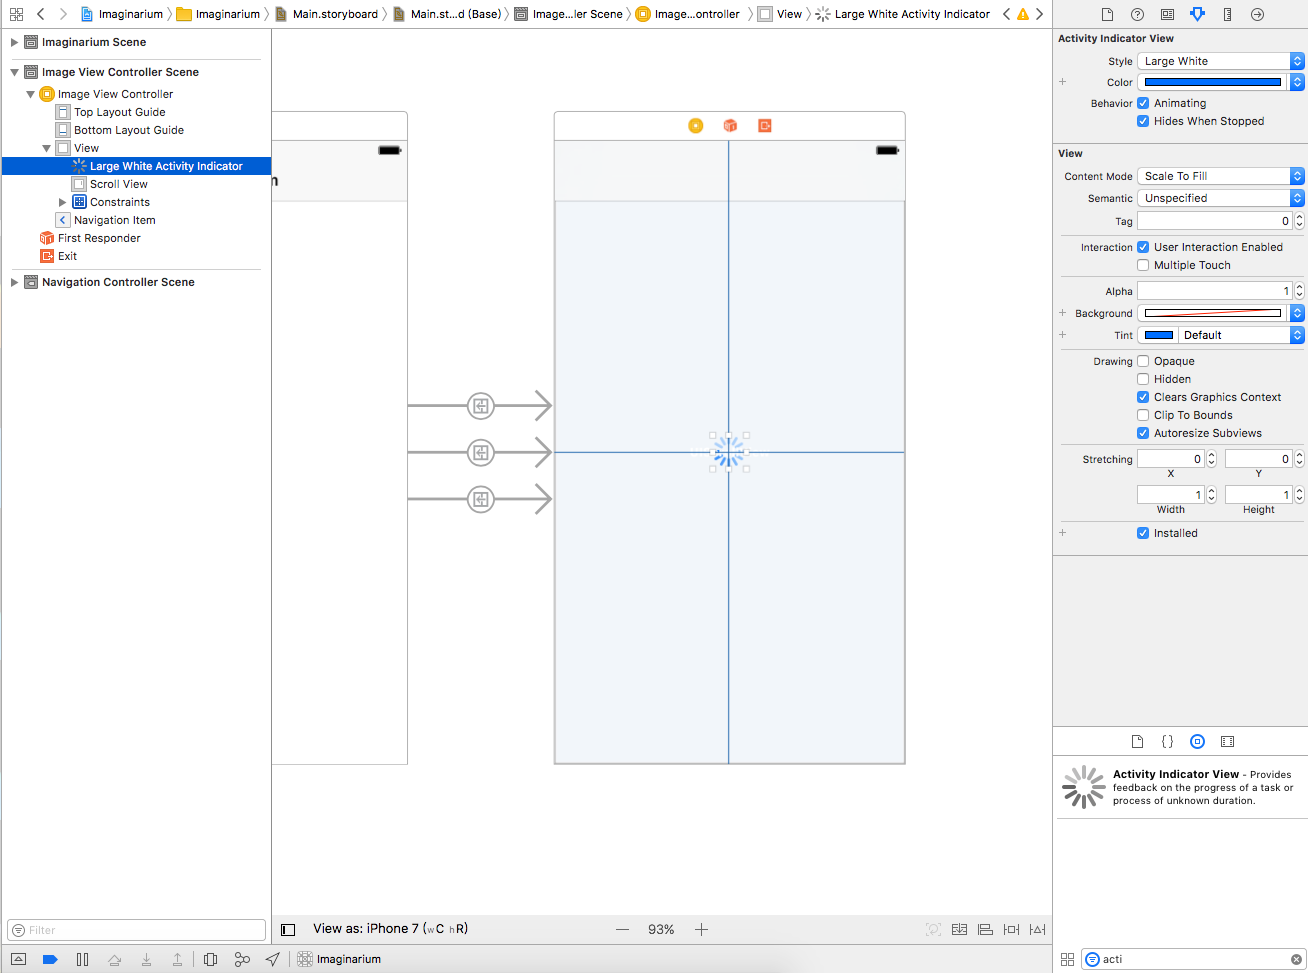 Imaginarium
Imaginarium
Main.storyboard
Main.st...d (Base)
Image...ler Scene
Image...ontroller
View
Large White Activity Indicator
Imaginarium Scene
Image View Controller Scene
Image View Controller
Top Layout Guide
Bottom Layout Guide
View
Large White Activity Indicator
Scroll View
Constraints
Navigation Item
First Responder
Exit
Navigation Controller Scene
Filter
View as: iPhone 7 (wC hR)
93%
Imaginarium
Activity Indicator View
Style Large White
Color
Behavior Animating
Hides When Stopped
View
Content Mode Scale To Fill
Semantic Unspecified
Tag 0
Interaction User Interaction Enabled
Multiple Touch
Alpha 1
Background
Tint Default
Drawing Opaque
Hidden
Clears Graphics Context
Clip To Bounds
Autoresize Subviews
Stretching 0 0
X Y
1 1
Width Height
Installed
Activity Indicator View - Provides
feedback on the progress of a task or
process of unknown duration.
acti